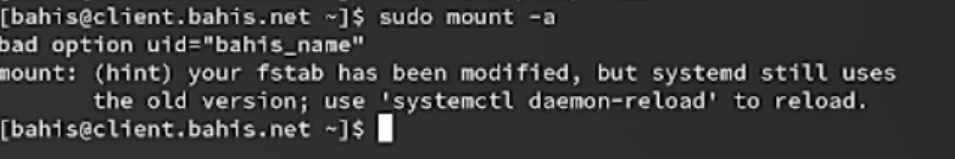 [bahis@client.bahis.net ~]$ sudo mount -a
bad option uid="bahis_name"
mount: (hint) your fstab has been modified, but systemd still uses
       the old version; use 'systemctl daemon-reload' to reload.
[bahis@client.bahis.net ~]$